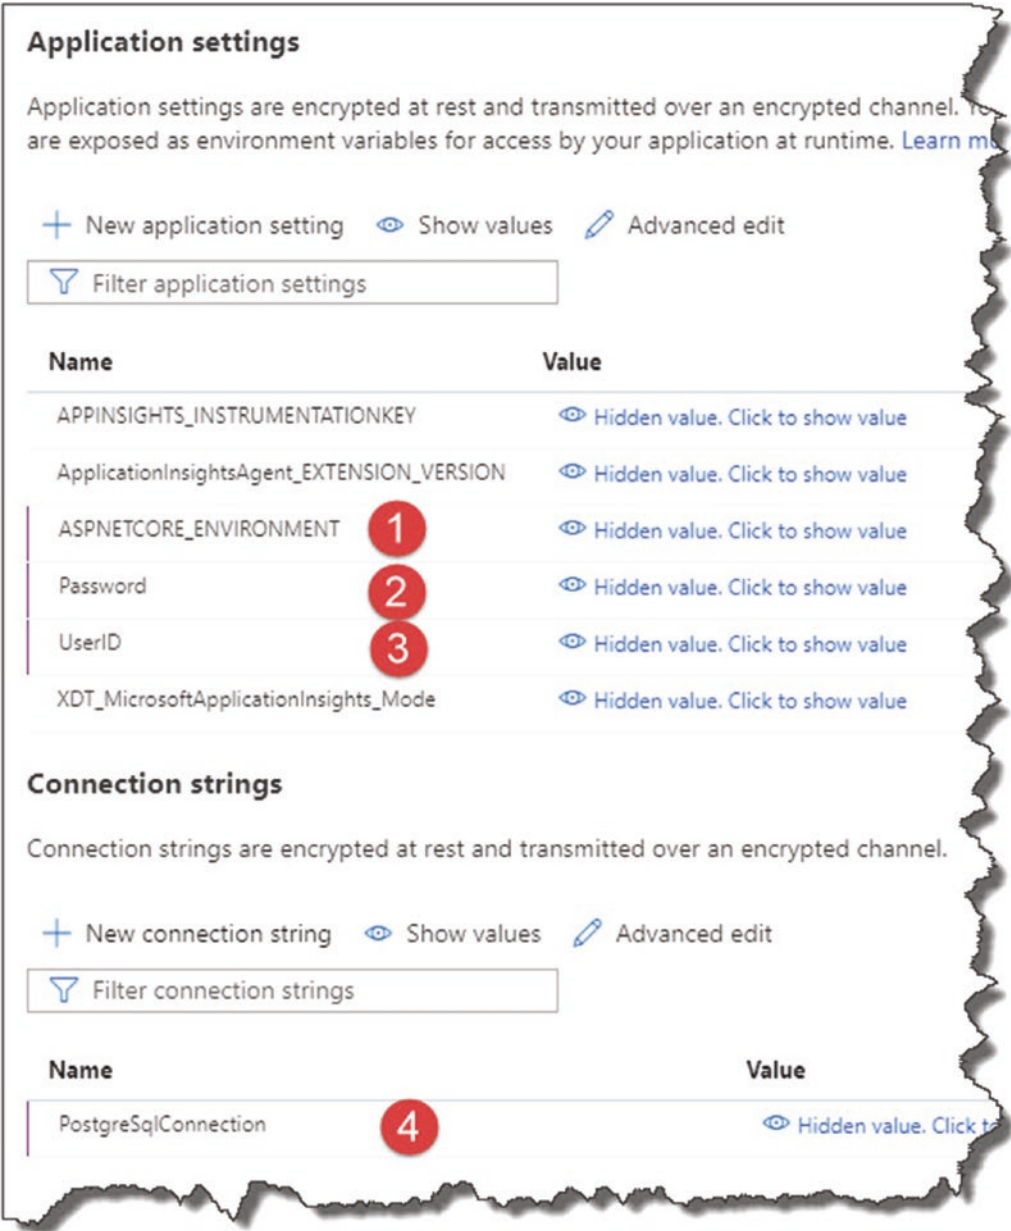 Application settings
Application settings are encrypted at rest and transmitted over an encrypted channel.
are exposed as environment variables for access by your application at runtime. Learn
New application setting Show values Advanced edit
Filter application settings
Name Value
APPINSIGHTS_INSTRUMENTATIONKEY Hidden value. Click to show value
ApplicationInsightsAgent_EXTENSION_VERSION Hidden value. Click to show value
ASPNETCORE_ENVIRONMENT 1 Hidden value. Click to show value
Password 2 Hidden value. Click to show value
UserID 3 Hidden value. Click to show value
XDT_MicrosoftApplicationInsights_Mode Hidden value. Click to show value
Connection strings
Connection strings are encrypted at rest and transmitted over an encrypted channel.
New connection string Show values Advanced edit
Filter connection strings
Name Value
PostgreSqlConnection 4 Hidden value. Click